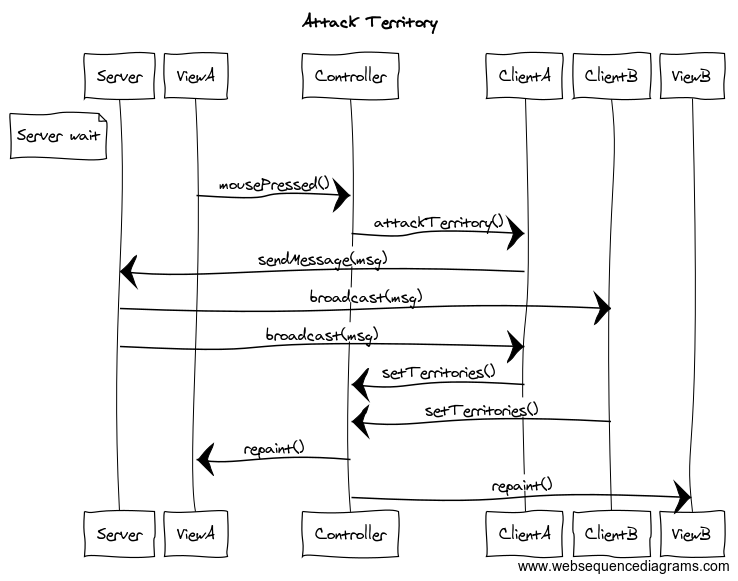 Attack Territory
Server
ViewA
Controller
ClientA
ClientB
ViewB
Server wait
mousePressed()
attackTerritory()
sendMessage(msg)
broadcast(msg)
broadcast(msg)
setTerritories()
setTerritories()
repaint()
repaint()
Server
ViewA
Controller
ClientA
ClientB
ViewB
www.websequencediagrams.com